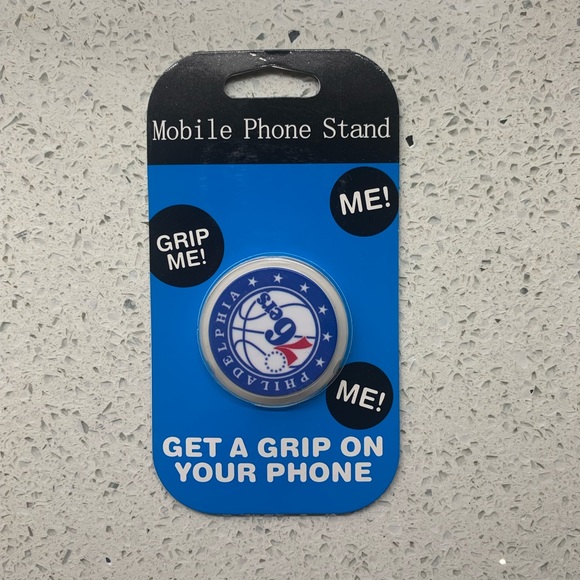 Mobile Phone Stand
ME!
GRIP
ME!
PHILADELPHIA
76ers
ME!
GET A GRIP ON
YOUR PHONE